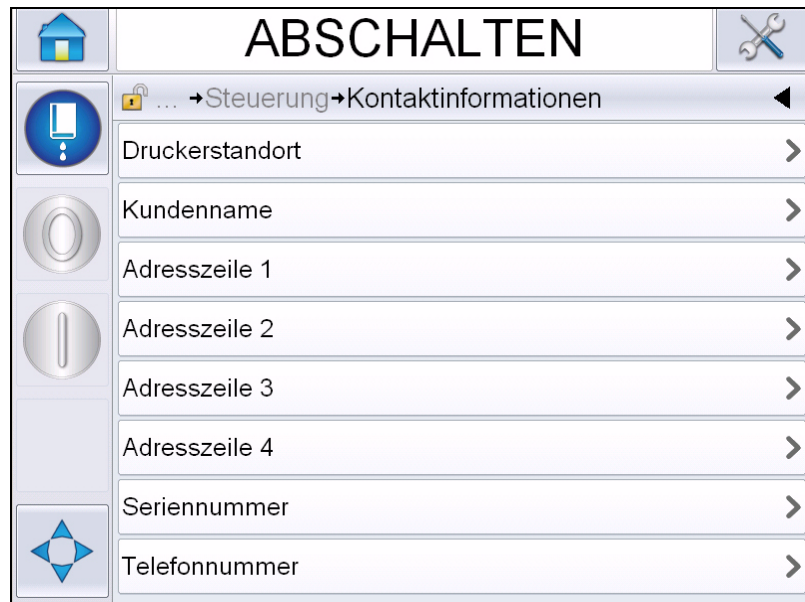 ABSCHALTEN
... →Steuerung→Kontaktinformationen
Druckerstandort
Kundenname
Adresszeile 1
Adresszeile 2
Adresszeile 3
Adresszeile 4
Seriennummer
Telefonnummer